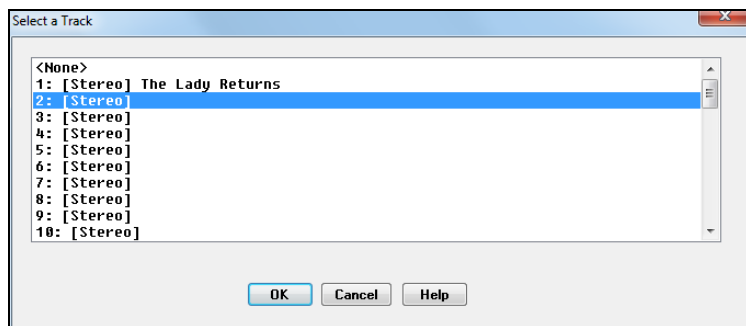 Select a Track
<None>
1: [Stereo] The Lady Returns
2: [Stereo]
3: [Stereo]
4: [Stereo]
5: [Stereo]
6: [Stereo]
7: [Stereo]
8: [Stereo]
9: [Stereo]
10: [Stereo]
OK Cancel Help